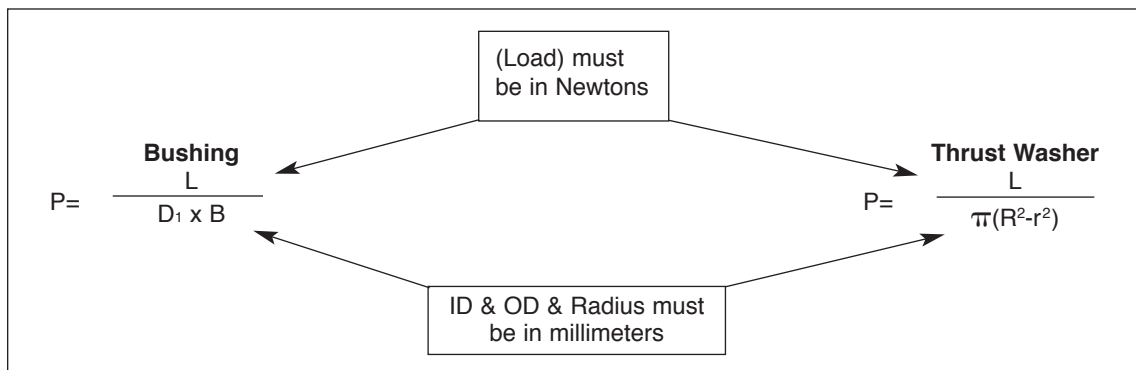 (Load) must
be in Newtons
Bushing
P=
L
D₁ x B
Thrust Washer
P=
L
π(R²-r²)
ID & OD & Radius must
be in millimeters